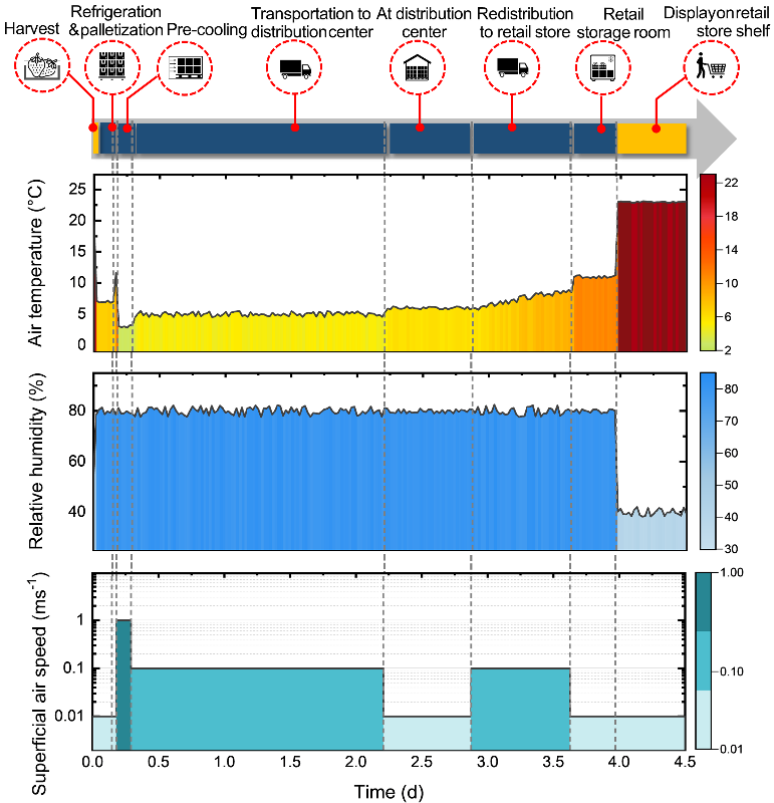 Harvest
Refrigeration
& palletization
Pre-cooling
Transportation to
distribution center
At distribution
center
Redistribution
to retail store
Retail
storage room
Display on retail
store shelf
Air temperature (°C)
25
20
15
10
5
0
22
18
14
10
6
2
Relative humidity (%)
80
60
40
80
70
60
50
40
30
Superficial air speed (ms⁻¹)
1
0.1
0.01
1.00
0.10
0.01
0.0 0.5 1.0 1.5 2.0 2.5 3.0 3.5 4.0 4.5
Time (d)